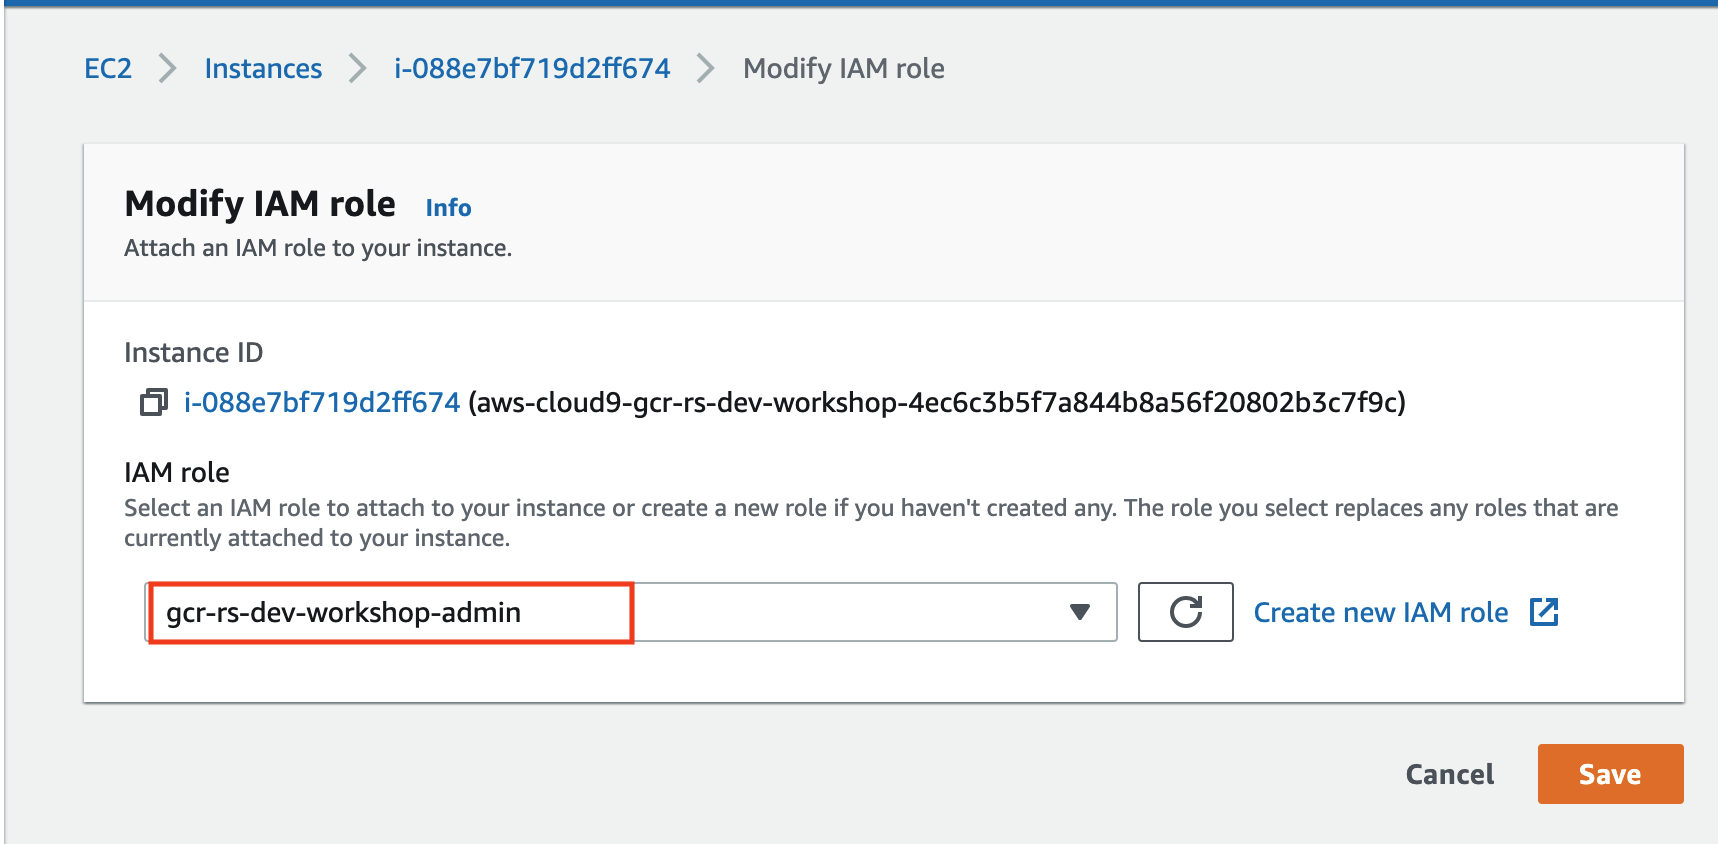 EC2 Instances i-088e7bf719d2ff674 Modify IAM role
Modify IAM role Info
Attach an IAM role to your instance.
Instance ID
i-088e7bf719d2ff674 (aws-cloud9-gcr-rs-dev-workshop-4ec6c3b5f7a844b8a56f20802b3c7f9c)
IAM role
Select an IAM role to attach to your instance or create a new role if you haven't created any. The role you select replaces any roles that are
currently attached to your instance.
gcr-rs-dev-workshop-admin Create new IAM role
Cancel Save